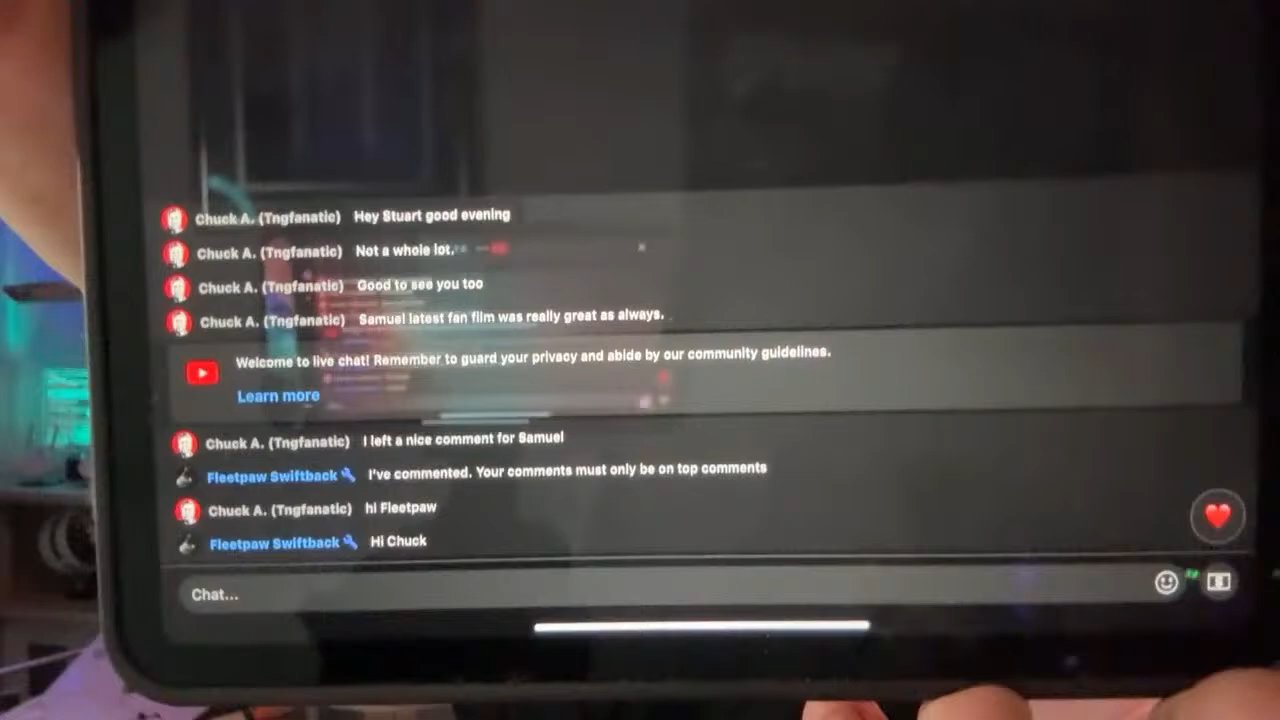 Chuck A. (Tngfanatic) Hey Stuart good evening
Chuck A. (Tngfanatic) Not a whole lot.
Chuck A. (Tngfanatic) Good to see you too
Chuck A. (Tngfanatic) Samuel latest fan film was really great as always.
Welcome to live chat! Remember to guard your privacy and abide by our community guidelines.
Learn more
Chuck A. (Tngfanatic) I left a nice comment for Samuel
Fleetpaw Swiftback I've commented. Your comments must only be on top comments
Chuck A. (Tngfanatic) hi Fleetpaw
Fleetpaw Swiftback Hi Chuck
Chat...